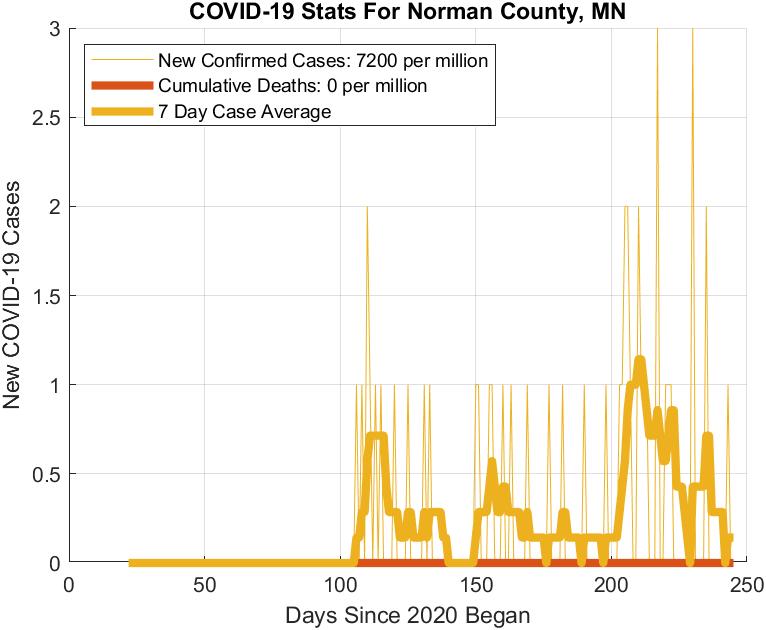 COVID-19 Stats For Norman County, MN
3
New Confirmed Cases: 7200 per million
Cumulative Deaths: 0 per million
7 Day Case Average
2.5
2
1.5
1
0.5
0
New COVID-19 Cases
0 50 100 150 200 250
Days Since 2020 Began